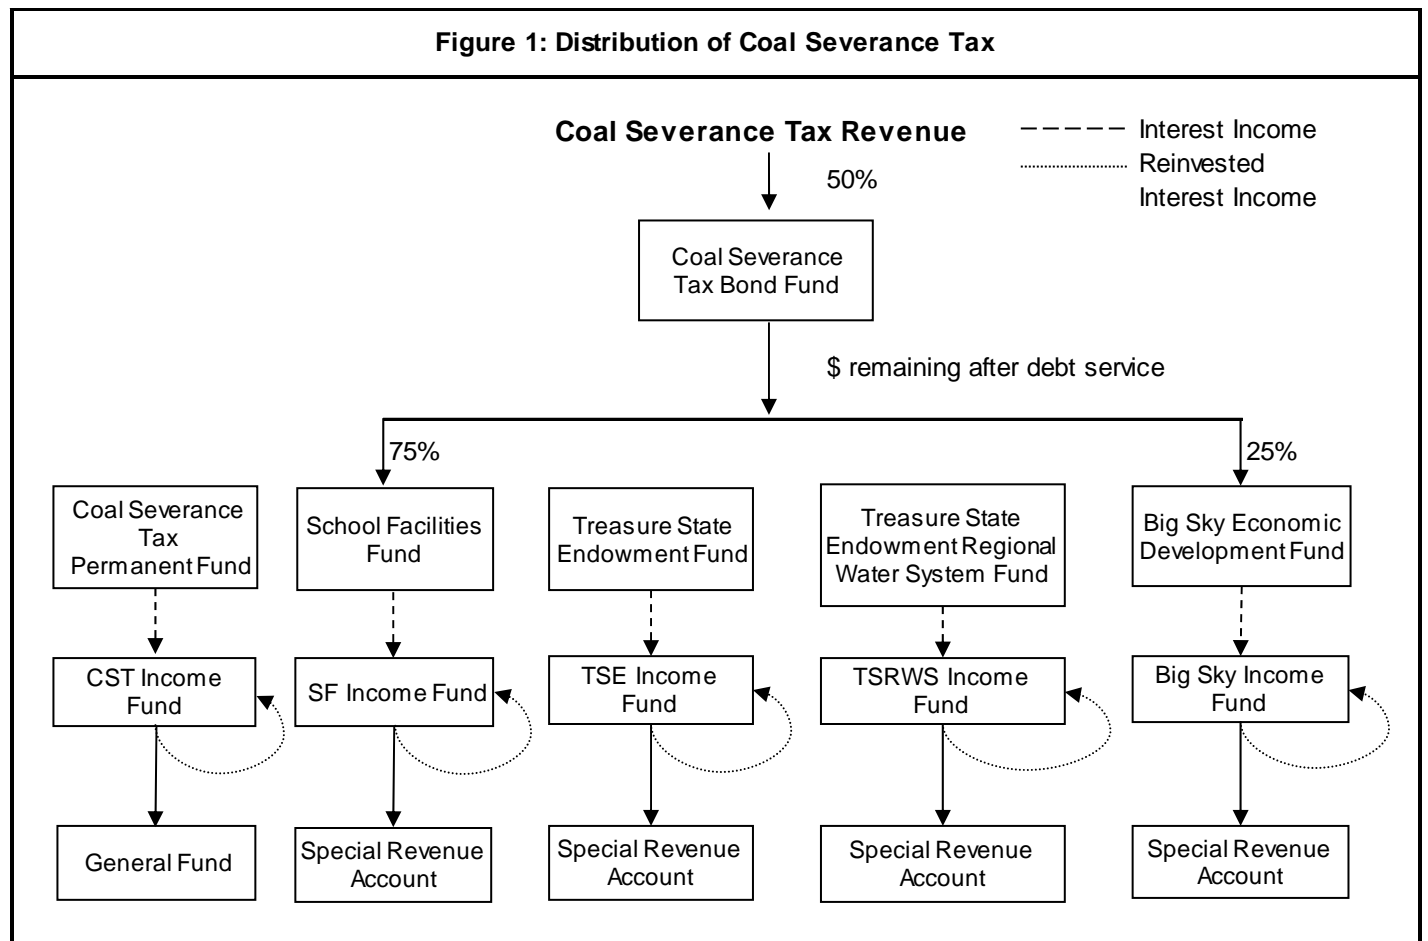 Figure 1: Distribution of Coal Severance Tax
Coal Severance Tax Revenue
Interest Income
Reinvested
Interest Income
50%
Coal Severance
Tax Bond Fund
$ remaining after debt service
75%
25%
Coal Severance
Tax
Permanent Fund
School Facilities
Fund
Treasure State
Endowment Fund
Treasure State
Endowment Regional
Water System Fund
Big Sky Economic
Development Fund
CST Income
Fund
SF Income Fund
TSE Income
Fund
TSRWS Income
Fund
Big Sky Income
Fund
General Fund
Special Revenue
Account
Special Revenue
Account
Special Revenue
Account
Special Revenue
Account